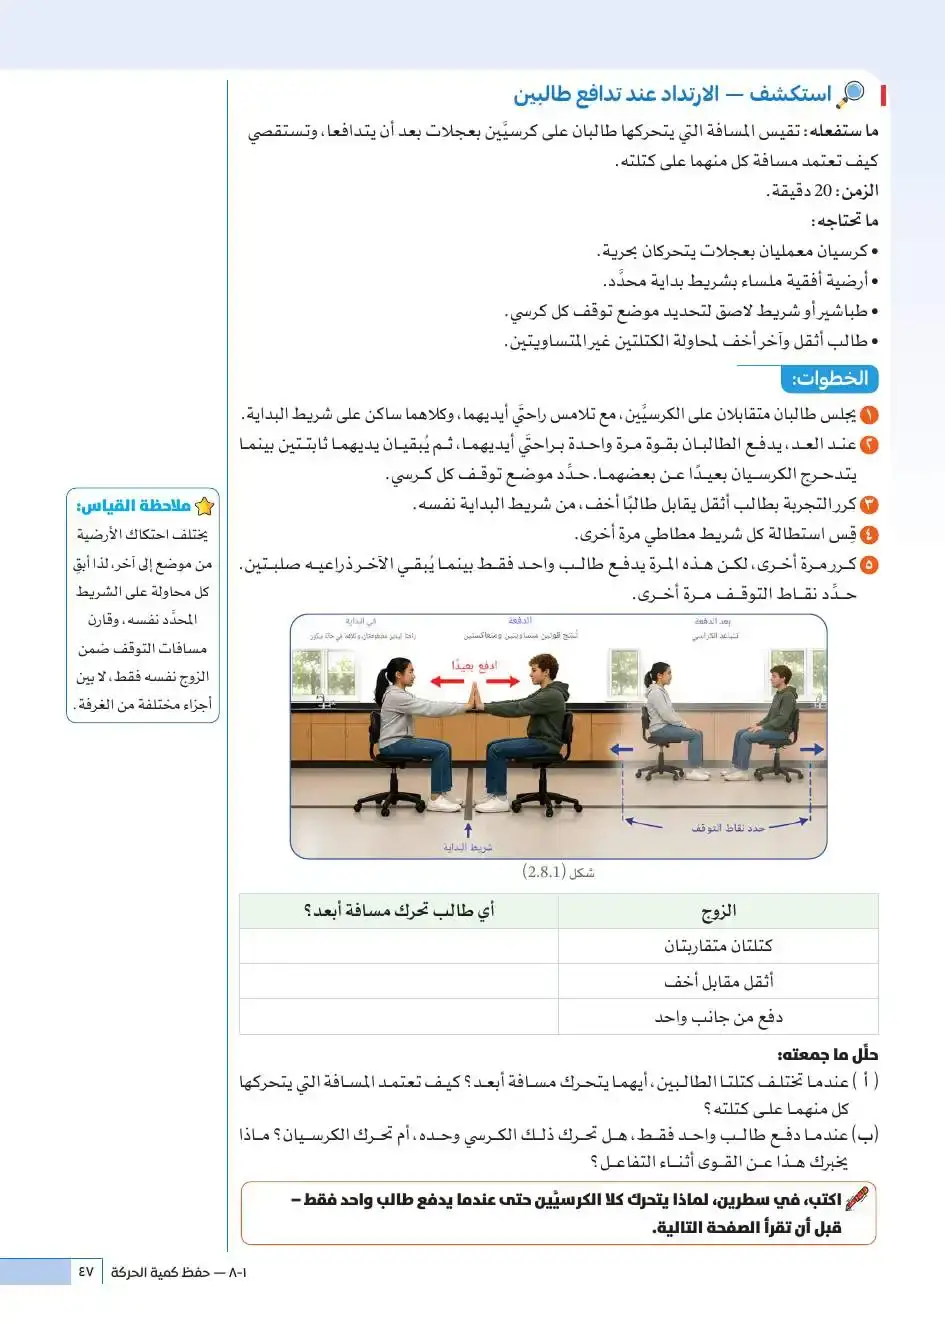 استكشف — الارتداد عند تدافع طالبين
ما ستفعله: تقيس المسافة التي يتحركها طالبان على كرسيَّين بعجلات بعد أن يتدافعا، وتستقصي
كيف تعتمد مسافة كل منهما على كتلته.
الزمن: 20 دقيقة.
ما تحتاجه:
• كرسيان معمليان بعجلات يتحركان بحرية.
• أرضية أفقية ملساء بشريط بداية محدَّد.
• طباشير أو شريط لاصق لتحديد موضع توقف كل كرسي.
• طالب أثقل وآخر أخف لمحاولة الكتلتين غير المتساويتين.
الخطوات:
١ يجلس طالبان متقابلان على الكرسيَّين، مع تلامس راحتَي أيديهما، وكلاهما ساكن على شريط البداية.
٢ عند العد، يدفع الطالبان بقوة مرة واحدة براحتَي أيديهما، ثم يُبقيان يديهما ثابتتين بينما
يتدحرج الكرسيان بعيدًا عن بعضهما. حدِّد موضع توقف كل كرسي.
٣ كرر التجربة بطالب أثقل يقابل طالبًا أخف، من شريط البداية نفسه.
٤ قِس استطالة كل شريط مطاطي مرة أخرى.
٥ كرر مرة أخرى، لكن هذه المرة يدفع طالب واحد فقط بينما يُبقي الآخر ذراعيه صلبتين.
حدِّد نقاط التوقف مرة أخرى.
ملاحظة القياس:
يختلف احتكاك الأرضية
من موضع إلى آخر، لذا أبقِ
كل محاولة على الشريط
المحدَّد نفسه، وقارن
مسافات التوقف ضمن
الزوج نفسه فقط، لا بين
أجزاء مختلفة من الغرفة.
في البداية
الدفعة
تُنتج قوتين متساويتين ومتعاكستين
بعد الدفعة
تتباعد الكراسي
ادفع بعيدًا
حدد نقاط التوقف
شريط البداية
شكل (2.8.1)
الزوج
أي طالب تحرك مسافة أبعد؟
كتلتان متقاربتان
أثقل مقابل أخف
دفع من جانب واحد
حلِّل ما جمعته:
(أ) عندما تختلف كتلتا الطالبين، أيهما يتحرك مسافة أبعد؟ كيف تعتمد المسافة التي يتحركها
كل منهما على كتلته؟
(ب) عندما دفع طالب واحد فقط، هل تحرك ذلك الكرسي وحده، أم تحرك الكرسيان؟ ماذا
يخبرك هذا عن القوى أثناء التفاعل؟
اكتب، في سطرين، لماذا يتحرك كلا الكرسيَّين حتى عندما يدفع طالب واحد فقط –
قبل أن تقرأ الصفحة التالية.
٨-١ — حفظ كمية الحركة
٤٧